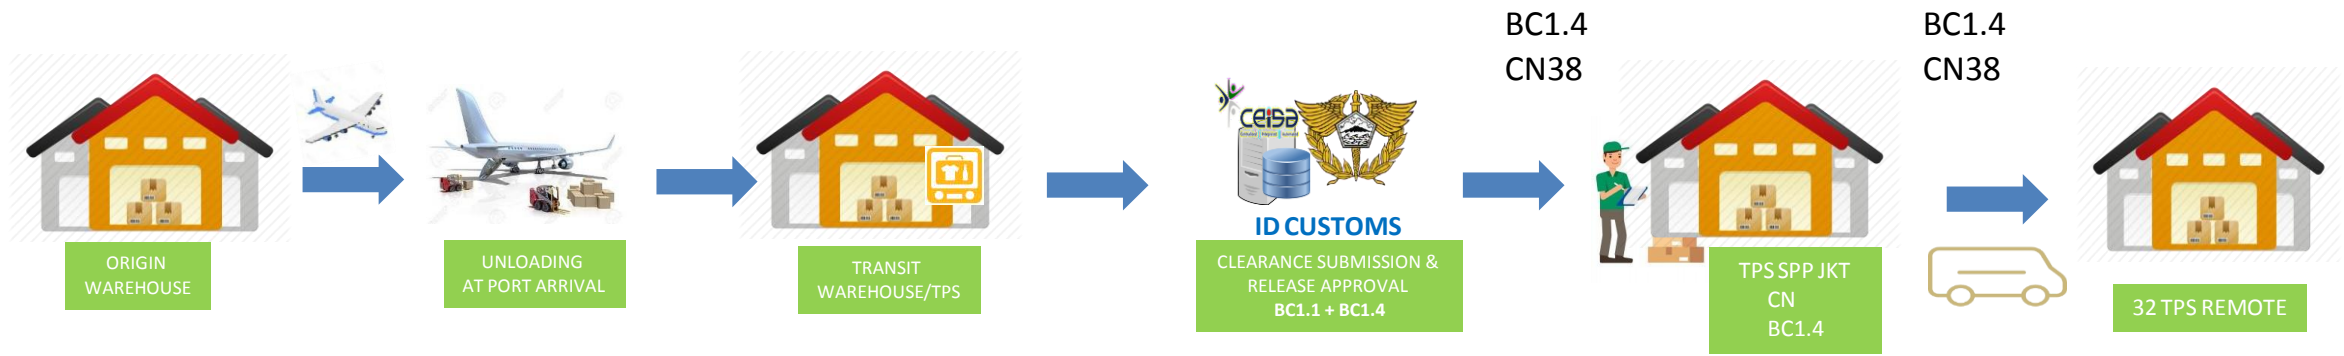 ORIGIN
WAREHOUSE
UNLOADING
AT PORT ARRIVAL
TRANSIT
WAREHOUSE/TPS
CEISA
ID CUSTOMS
CLEARANCE SUBMISSION &
RELEASE APPROVAL
BC1.1 + BC1.4
BC1.4
CN38
TPS SPP JKT
CN
BC1.4
BC1.4
CN38
32 TPS REMOTE